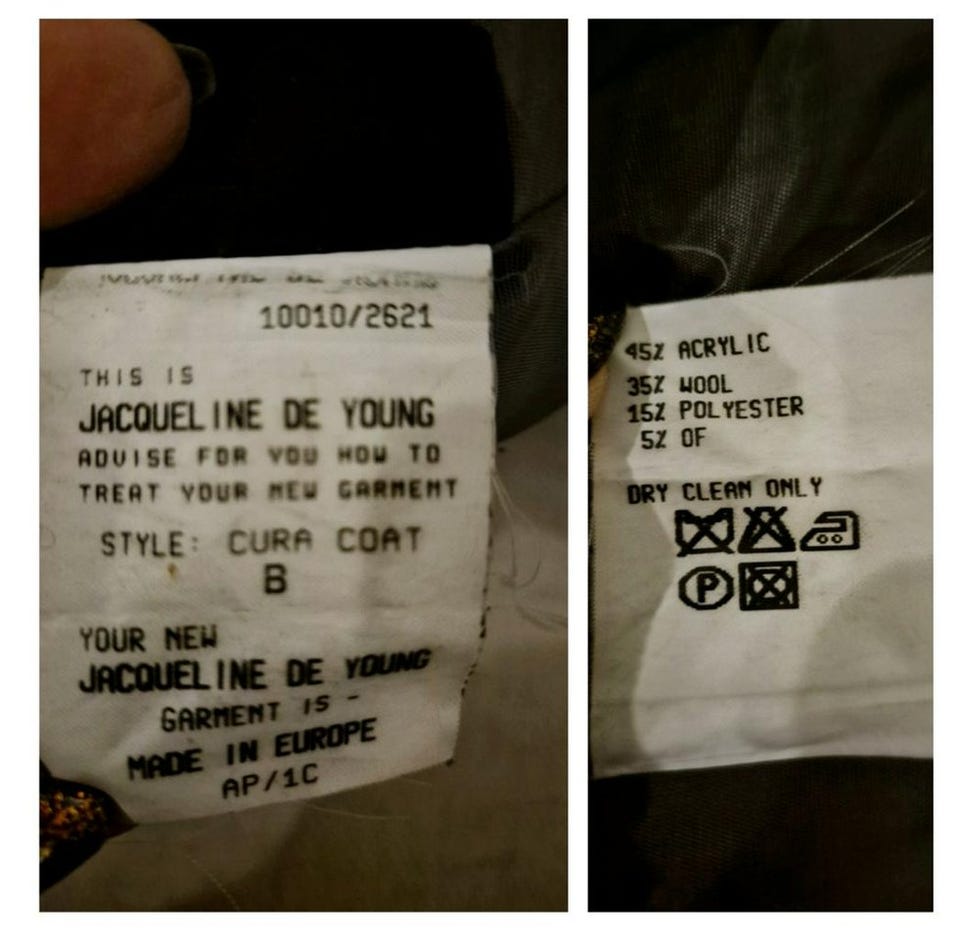 10010/2621
THIS IS
JACQUELINE DE YOUNG
ADVISE FOR YOU HOW TO
TREAT YOUR NEW GARMENT
STYLE: CURA COAT
B
YOUR NEW
JACQUELINE DE YOUNG
GARMENT IS -
MADE IN EUROPE
AP/1C
45% ACRYLIC
35% WOOL
15% POLYESTER
5% OF
DRY CLEAN ONLY
P